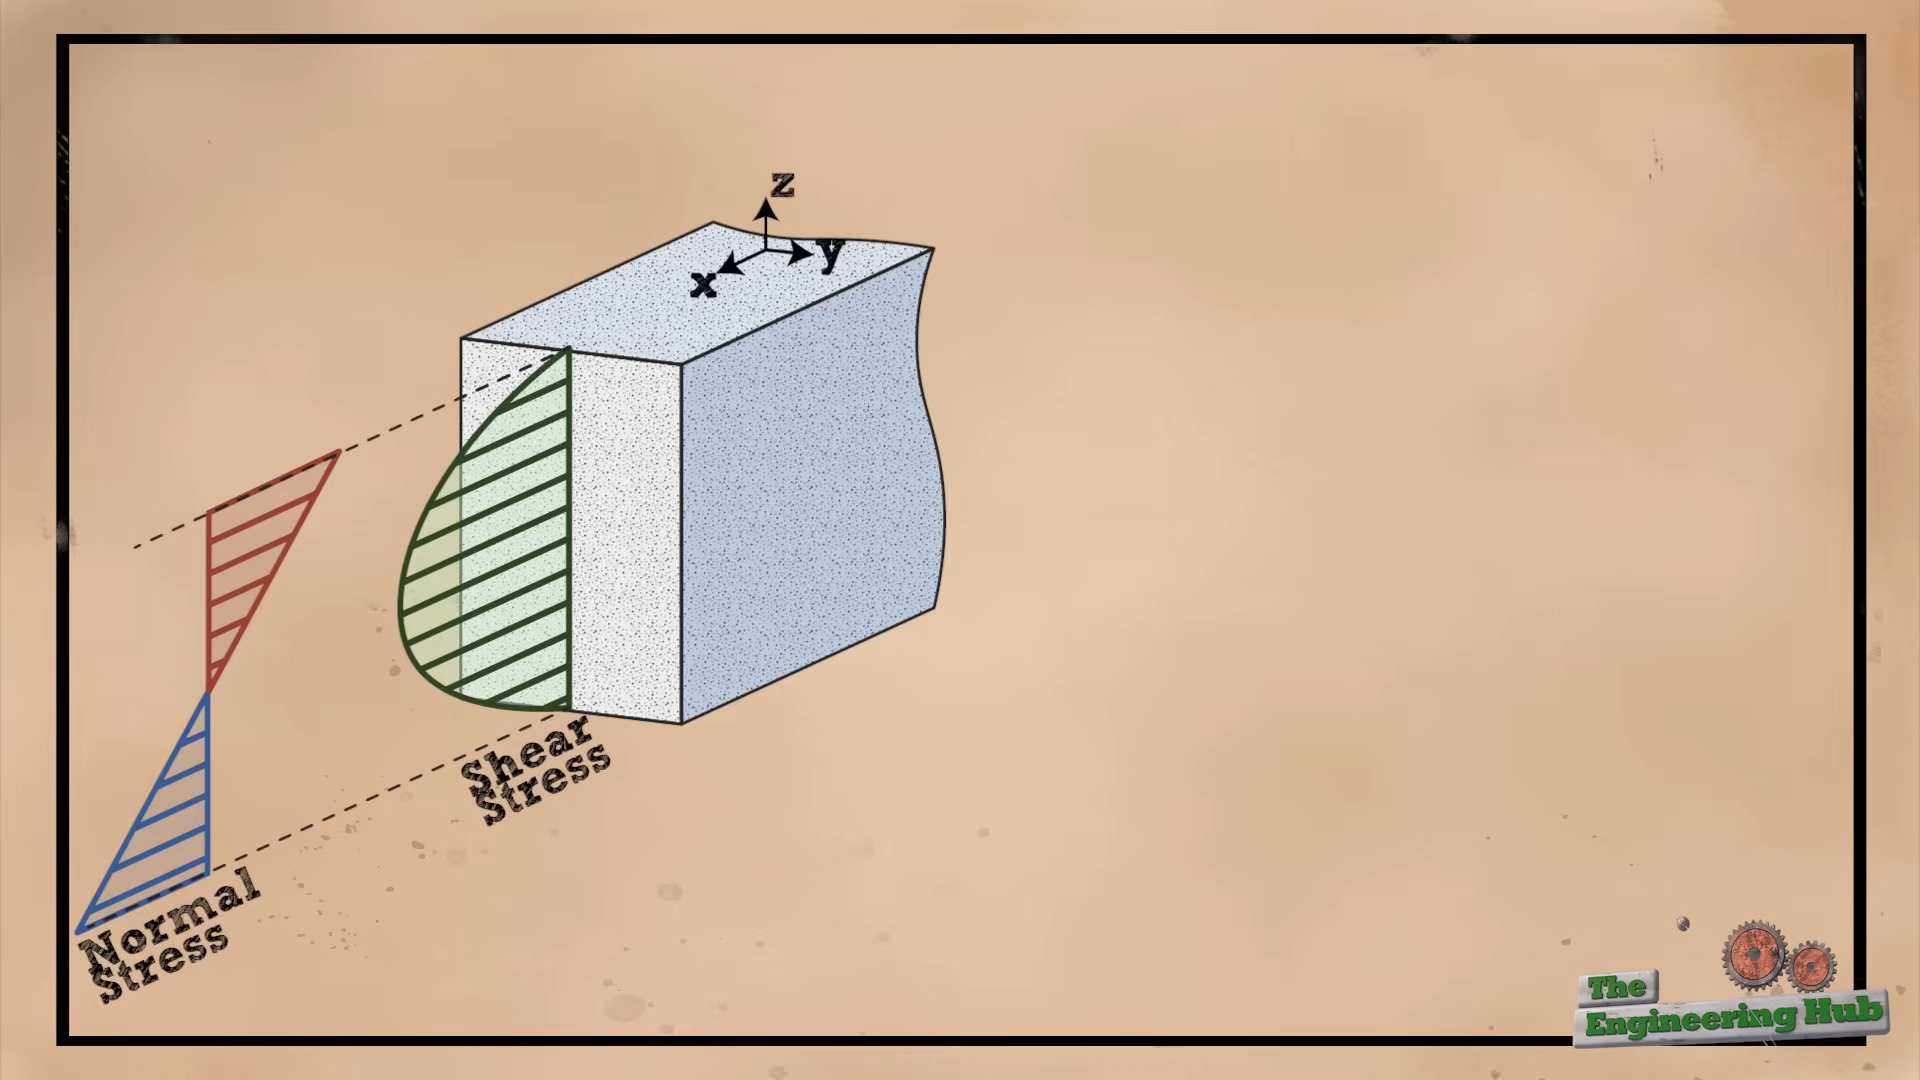 z
y
x
Shear
Stress
Normal
Stress
The
Engineering Hub